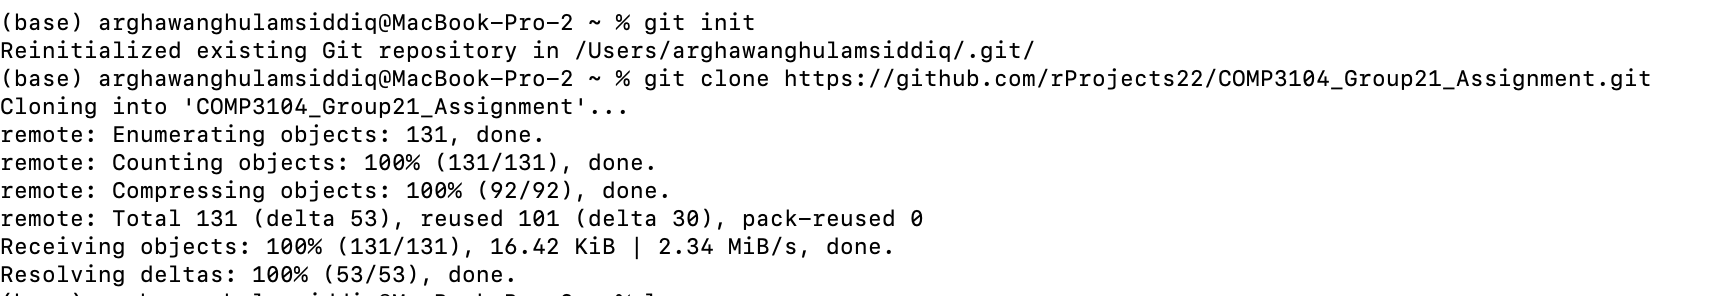 (base) arghawanghulamsiddiq@MacBook-Pro-2 ~ % git init
Reinitialized existing Git repository in /Users/arghawanghulamsiddiq/.git/
(base) arghawanghulamsiddiq@MacBook-Pro-2 ~ % git clone https://github.com/rProjects22/COMP3104_Group21_Assignment.git
Cloning into 'COMP3104_Group21_Assignment'...
remote: Enumerating objects: 131, done.
remote: Counting objects: 100% (131/131), done.
remote: Compressing objects: 100% (92/92), done.
remote: Total 131 (delta 53), reused 101 (delta 30), pack-reused 0
Receiving objects: 100% (131/131), 16.42 KiB | 2.34 MiB/s, done.
Resolving deltas: 100% (53/53), done.